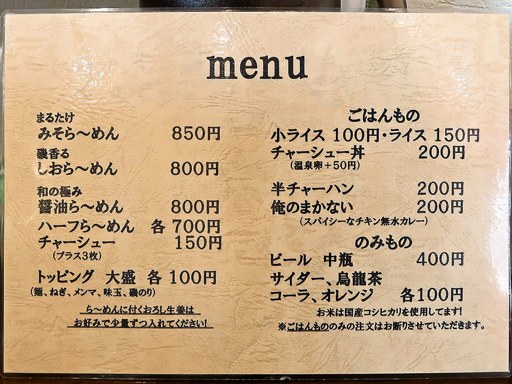 menu
まるたけ
みそら～めん 850円
磯香る
しおら～めん 800円
和の極み
醤油ら～めん 800円
ハーフら～めん 各 700円
チャーシュー 150円
(プラス3枚)
トッピング 大盛 各 100円
(麺、ねぎ、メンマ、味玉、磯のり)
ら～めんに付くおろし生姜は
お好みで少量ずつ入れてください!
ごはんもの
小ライス 100円・ライス 150円
チャーシュー丼 200円
(温泉卵+50円)
半チャーハン 200円
俺のまかない 200円
(スパイシーなチキン無水カレー)
のみもの
ビール 中瓶 400円
サイダー、烏龍茶
コーラ、オレンジ 各100円
お米は国産コシヒカリを使用してます!
※ごはんもののみの注文はお断りさせていただきます。